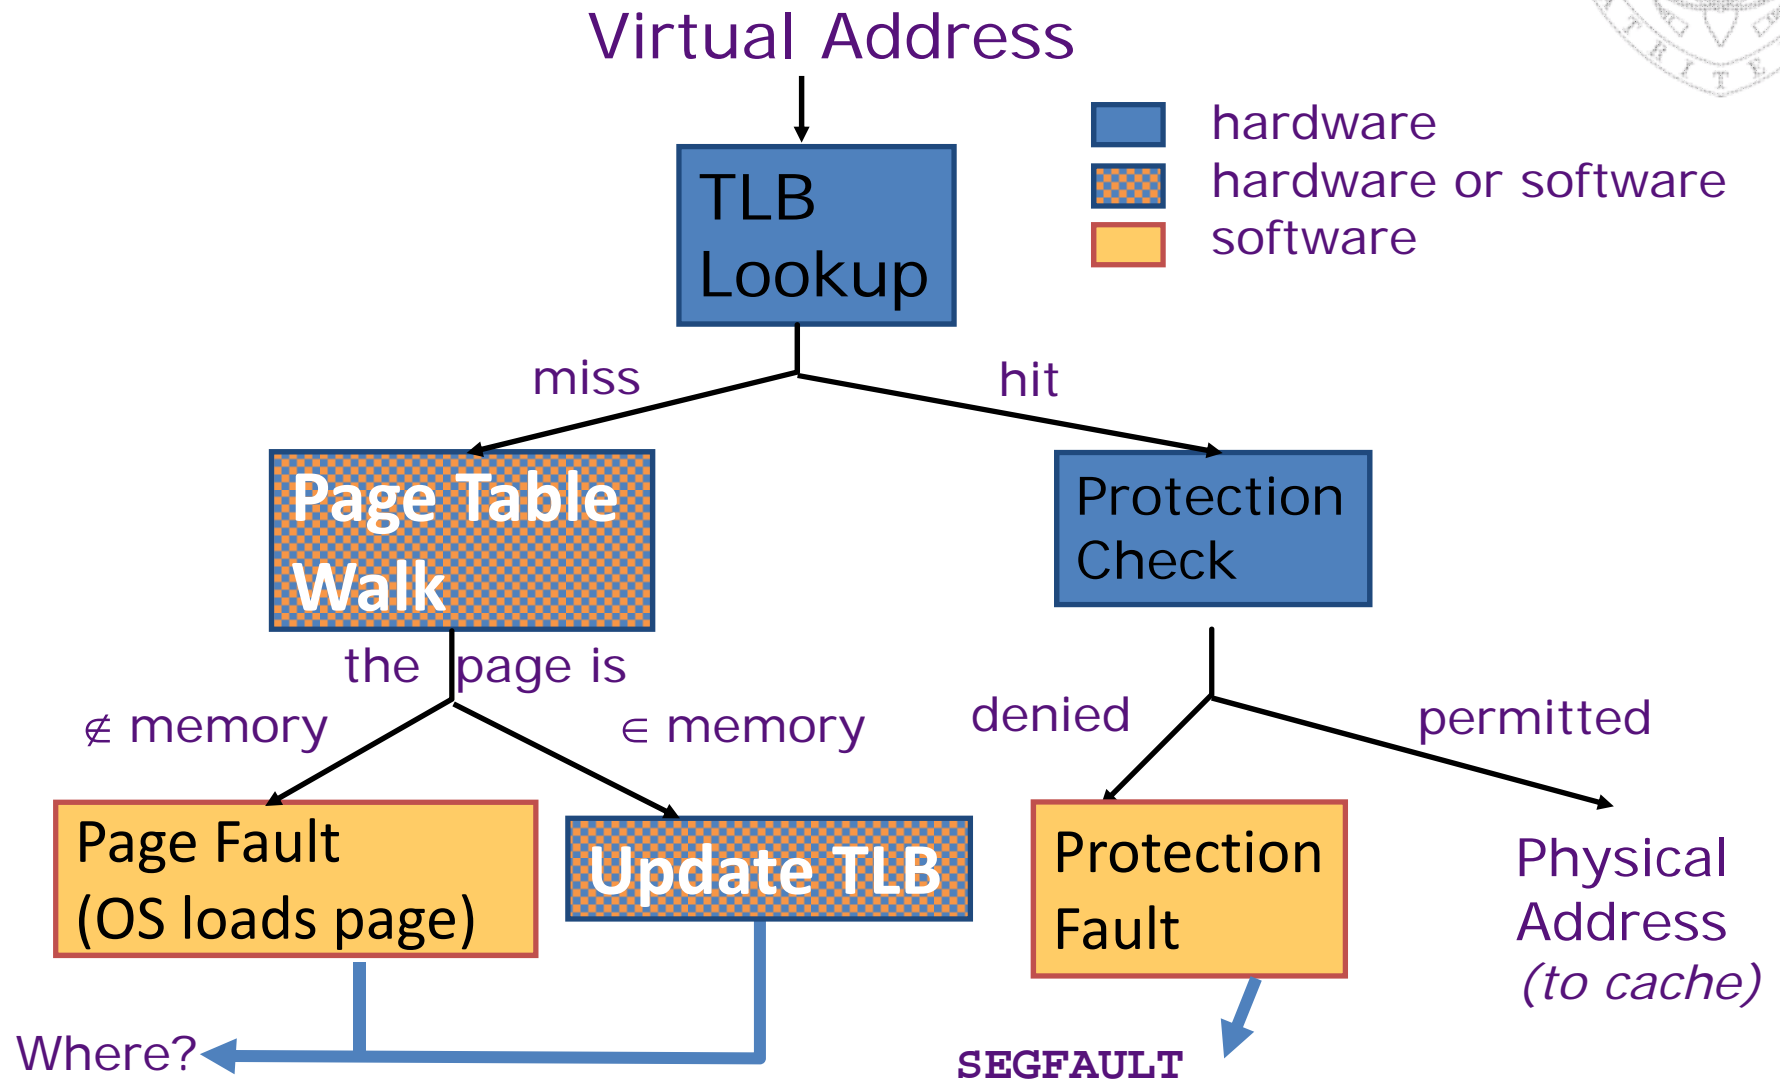 Virtual Address
hardware
hardware or software
software
TLB
Lookup
miss
hit
Page Table
Walk
Protection
Check
the page is
∉ memory
∈ memory
denied
permitted
Page Fault
(OS loads page)
Update TLB
Protection
Fault
Physical
Address
(to cache)
Where?
SEGFAULT